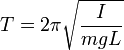 T = 2π√(I/mgL)